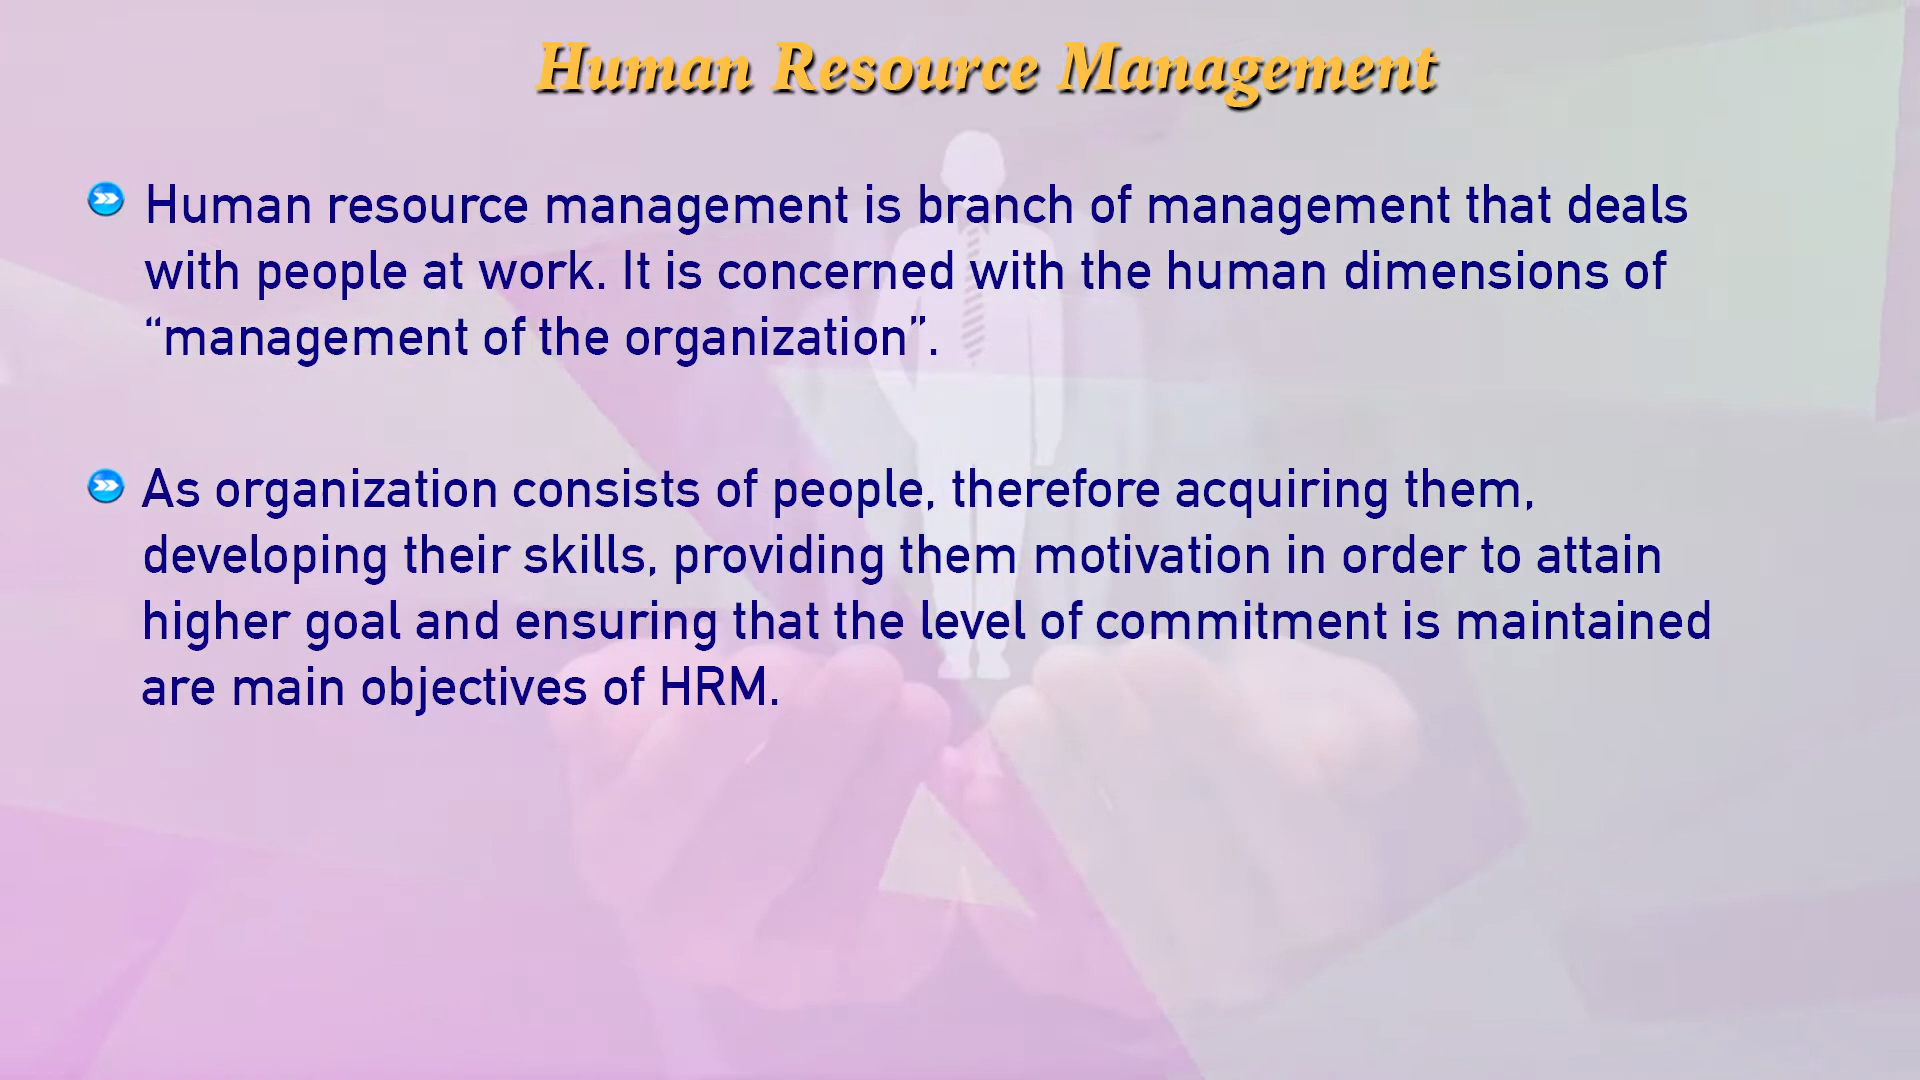 Human Resource Management
Human resource management is branch of management that deals
with people at work. It is concerned with the human dimensions of
“management of the organization”.
As organization consists of people, therefore acquiring them,
developing their skills, providing them motivation in order to attain
higher goal and ensuring that the level of commitment is maintained
are main objectives of HRM.